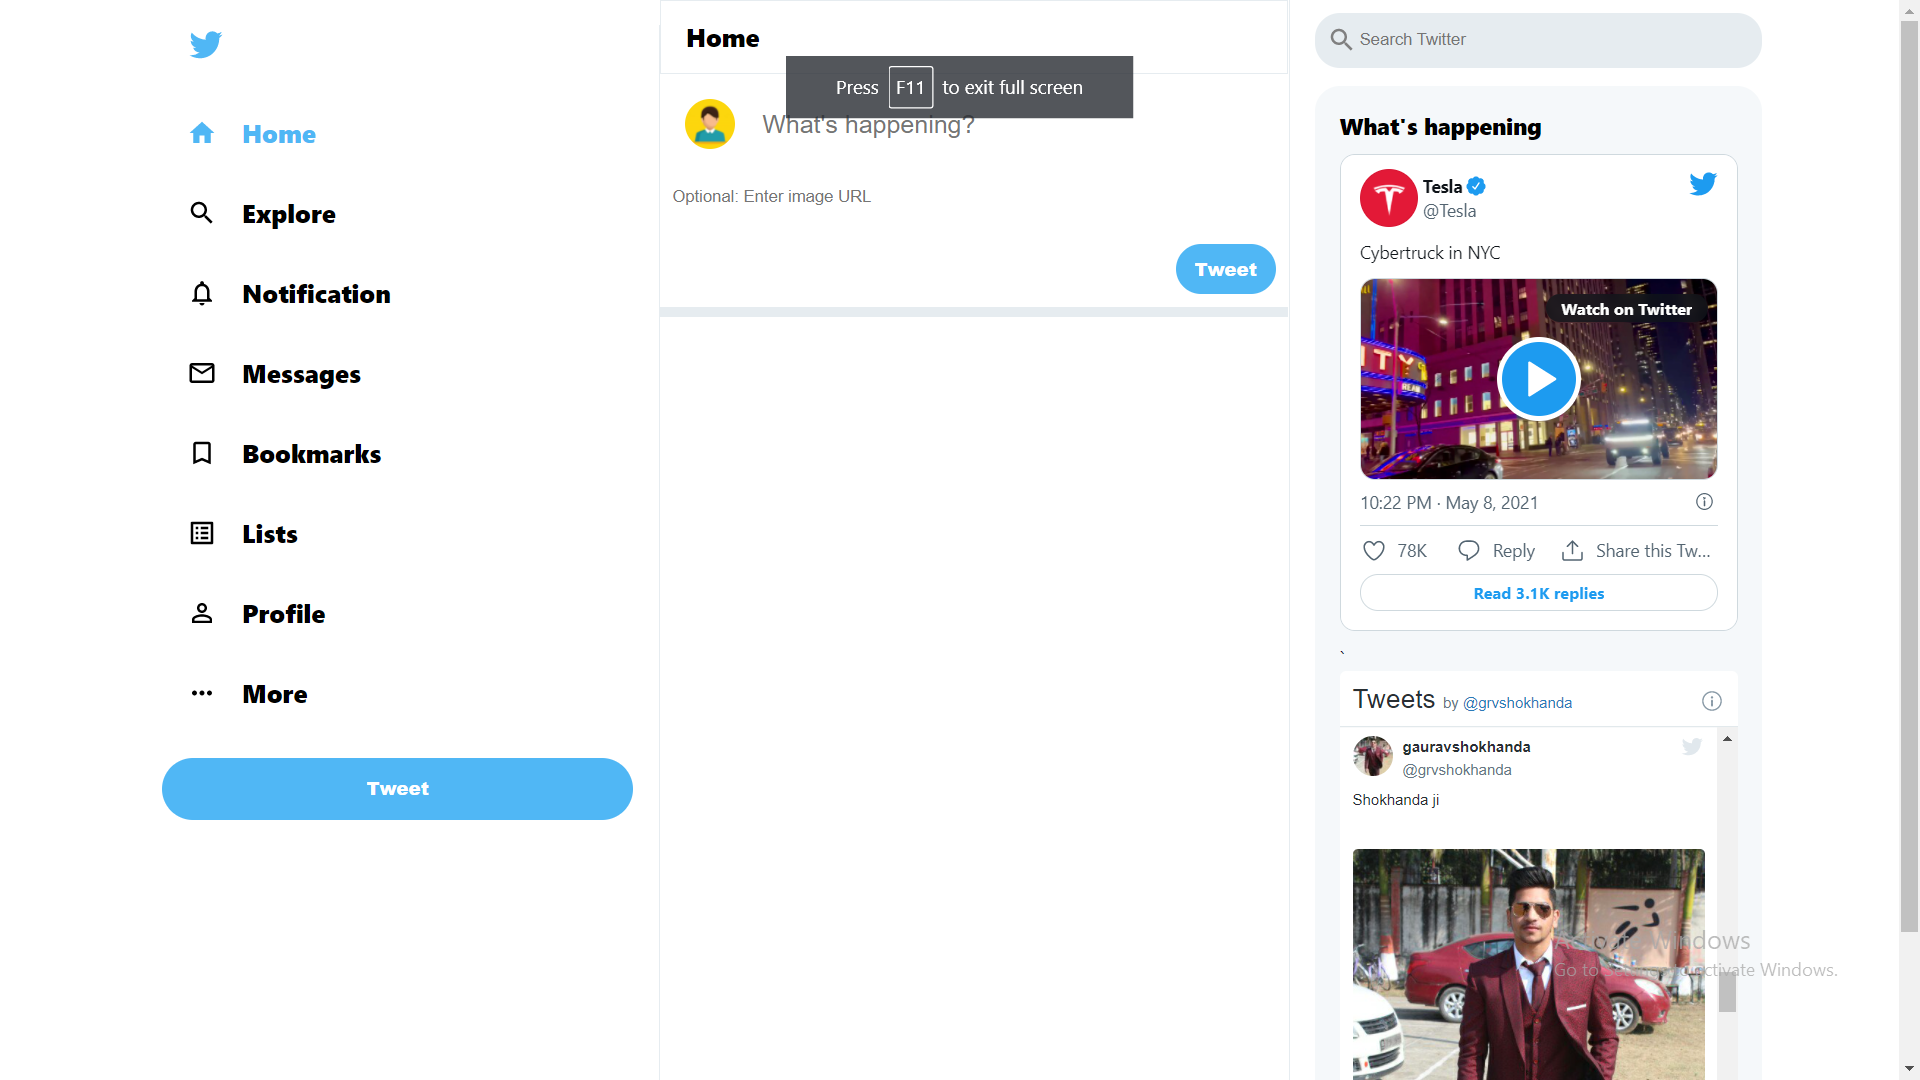 Home
Explore
Notification
Messages
Bookmarks
Lists
Profile
More
Tweet
Home
Press F11 to exit full screen
What's happening?
Optional: Enter image URL
Tweet
Search Twitter
What's happening
Tesla
@Tesla
Cybertruck in NYC
Watch on Twitter
10:22 PM · May 8, 2021
78K Reply Share this Tw...
Read 3.1K replies
`
Tweets by @grvshokhanda
gauravshokhanda
@grvshokhanda
Shokhanda ji
Activate Windows
Go to Settings to activate Windows.